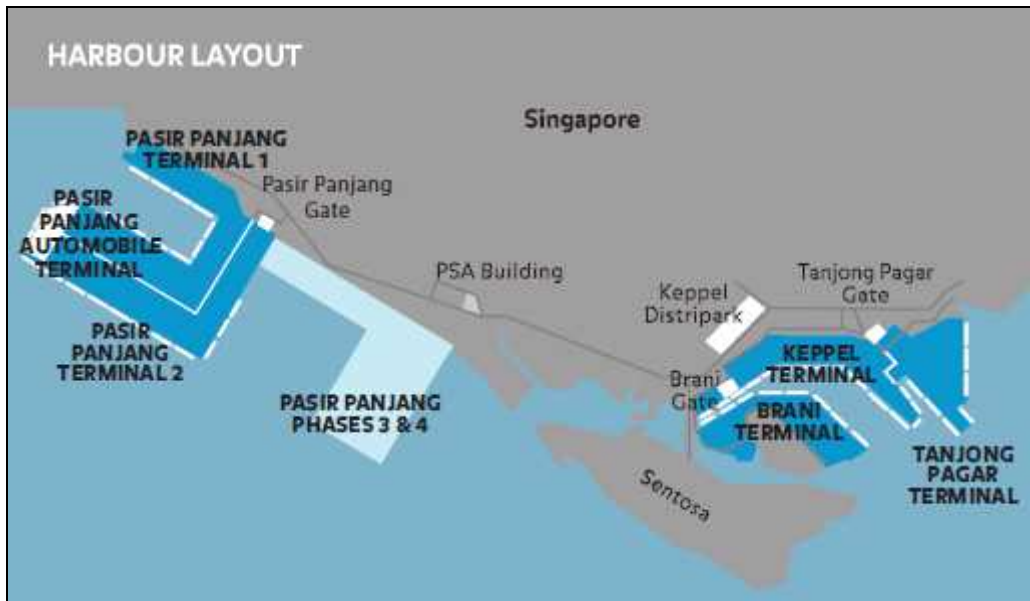 HARBOUR LAYOUT
Singapore
PASIR PANJANG
TERMINAL 1
Pasir Panjang
Gate
PASIR
PANJANG
AUTOMOBILE
TERMINAL
PSA Building
Keppel
Distripark
Tanjong Pagar
Gate
PASIR
PANJANG
TERMINAL 2
KEPPEL
TERMINAL
Brani
Gate
PASIR PANJANG
PHASES 3 & 4
BRANI
TERMINAL
TANJONG
PAGAR
TERMINAL
Sentosa